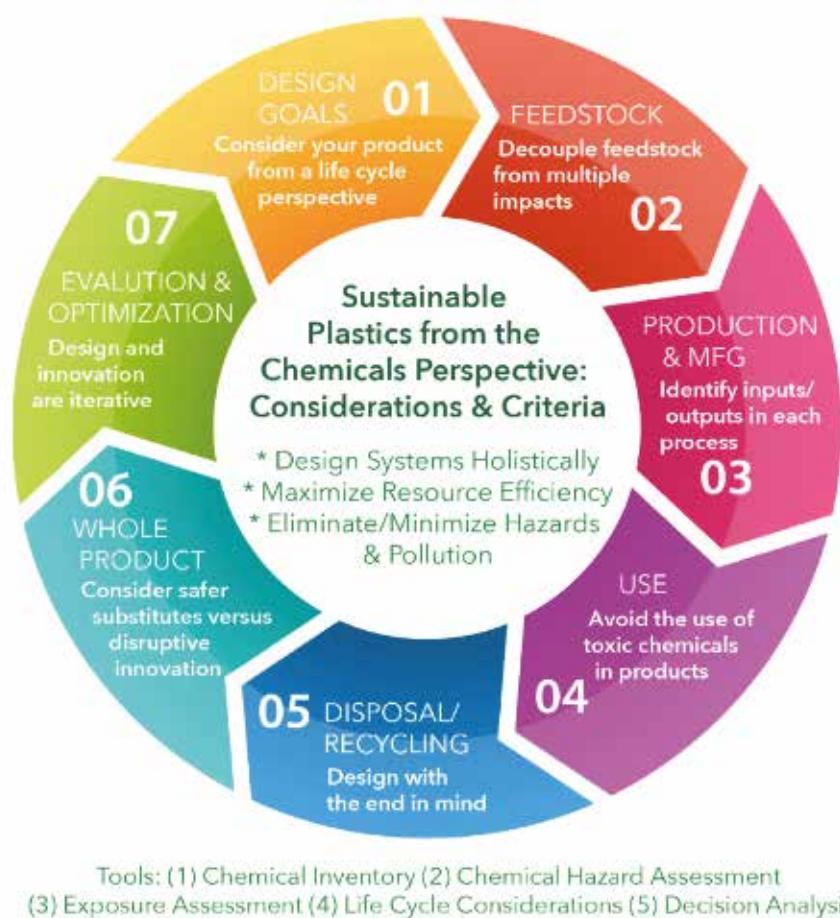 DESIGN
GOALS 01
Consider your product
from a life cycle
perspective
FEEDSTOCK
Decouple feedstock
from multiple
impacts
02
PRODUCTION
& MFG
Identify inputs/
outputs in each
process
03
USE
Avoid the use of
toxic chemicals
in products
04
05 DISPOSAL/
RECYCLING
Design with
the end in mind
06
WHOLE
PRODUCT
Consider safer
substitutes versus
disruptive
innovation
07
EVALUTION &
OPTIMIZATION
Design and
innovation
are iterative
Sustainable
Plastics from the
Chemicals Perspective:
Considerations & Criteria
* Design Systems Holistically
* Maximize Resource Efficiency
* Eliminate/Minimize Hazards
& Pollution
Tools: (1) Chemical Inventory (2) Chemical Hazard Assessment
(3) Exposure Assessment (4) Life Cycle Considerations (5) Decision